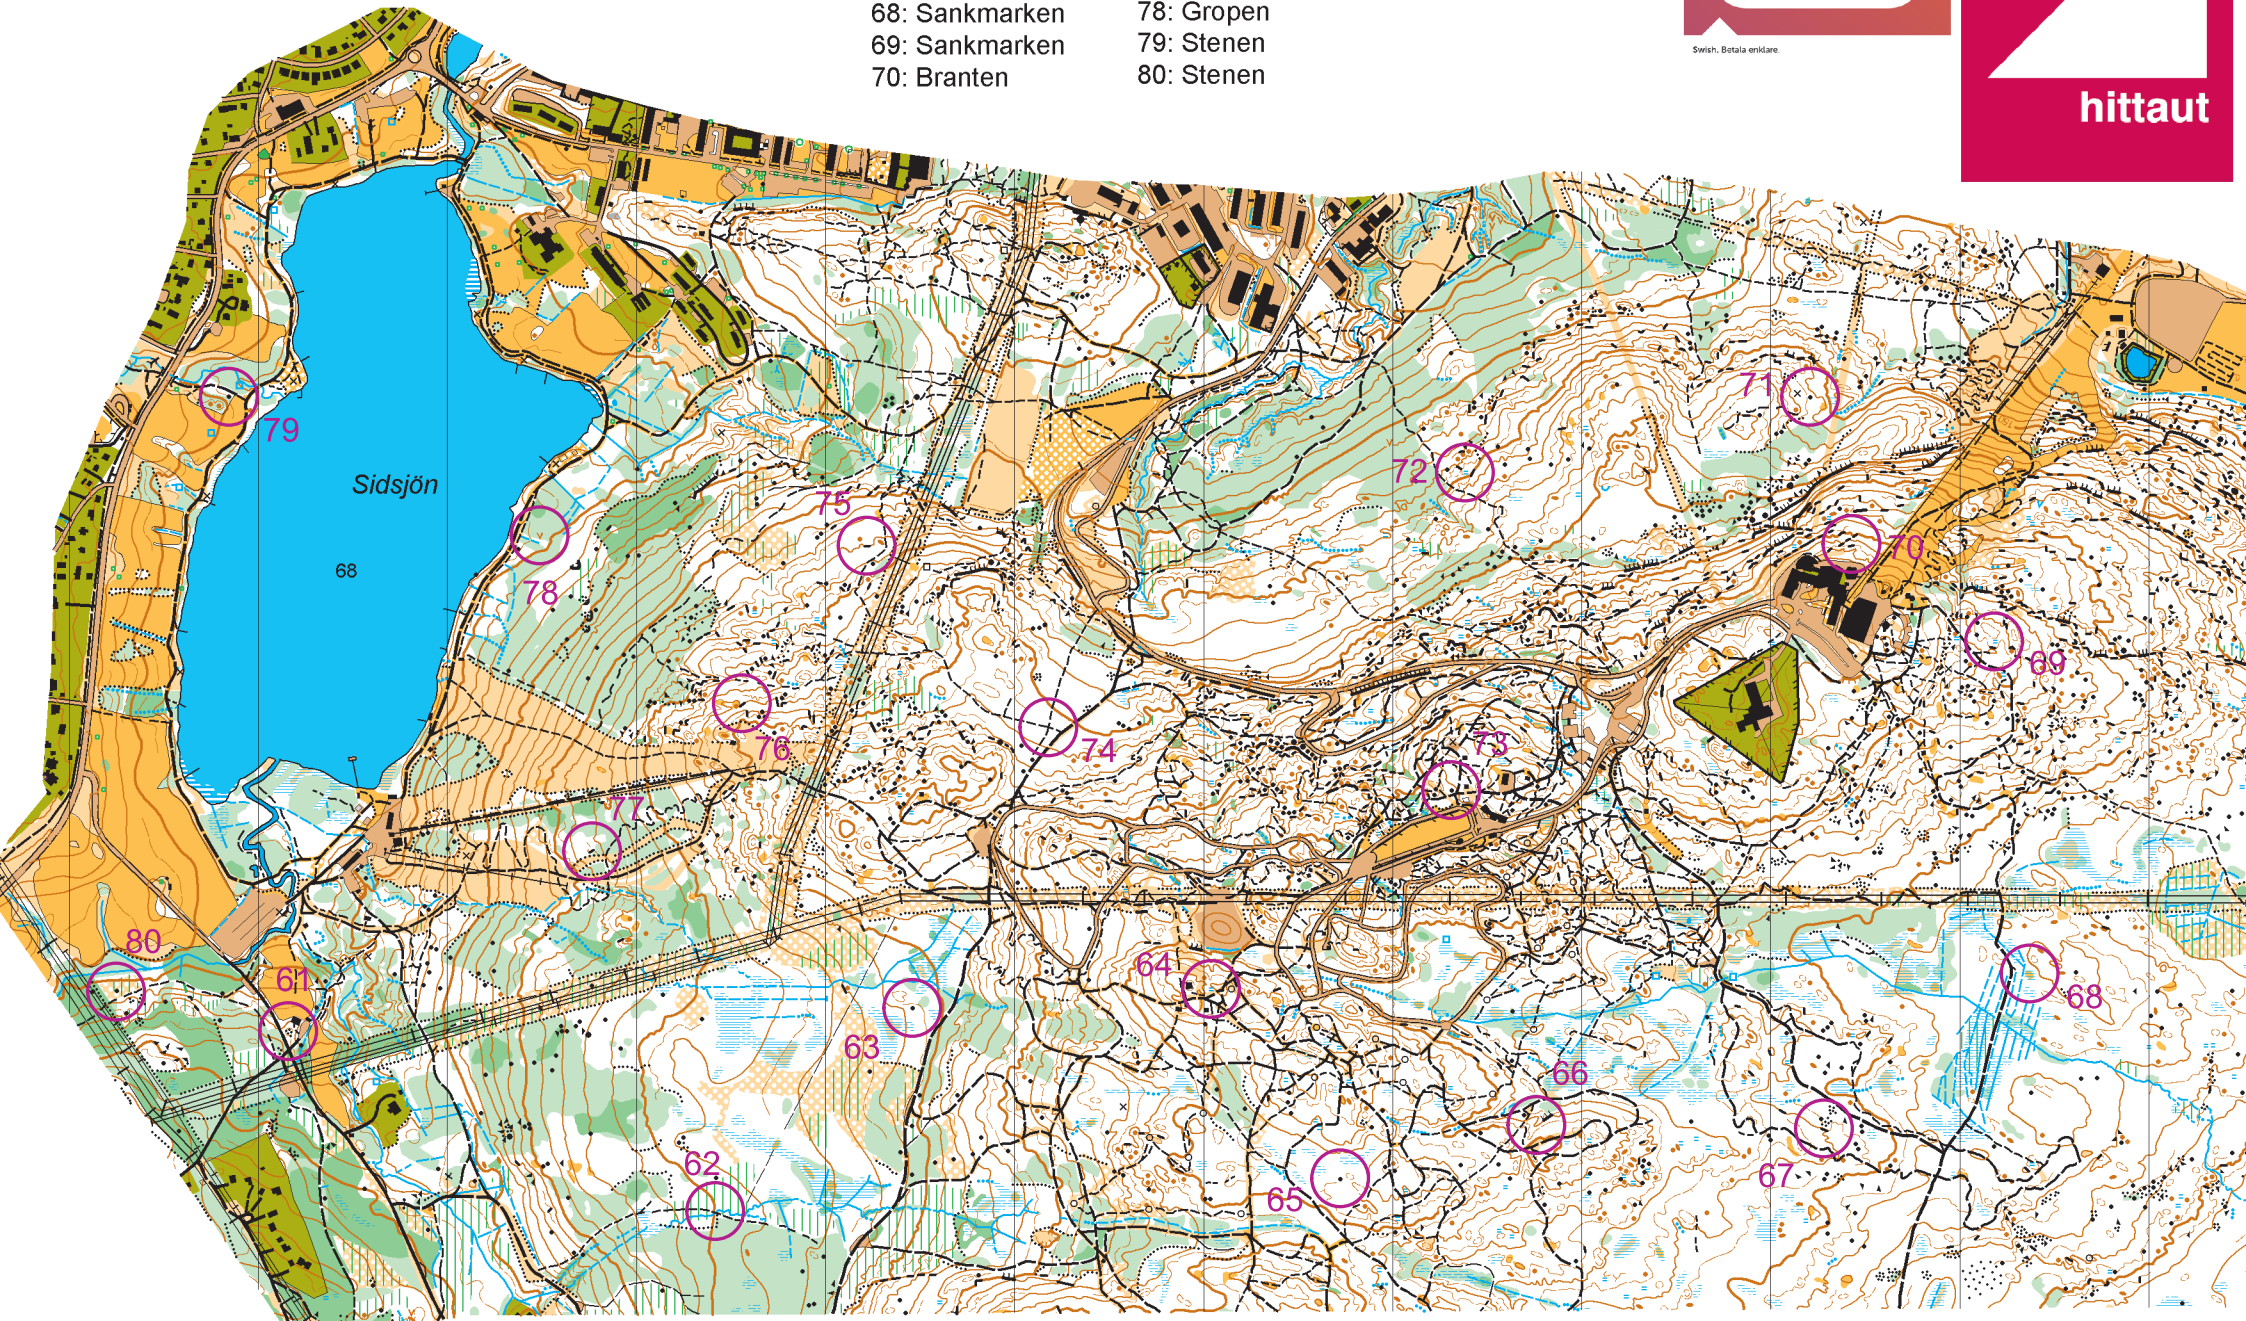 68: Sankmarken
69: Sankmarken
70: Branten
78: Gropen
79: Stenen
80: Stenen
Swish. Betala enklare.
hittaut
71
79
72
Sidsjön
75
70
68
78
69
76
74
73
77
80
64
61
68
63
66
62
67
65